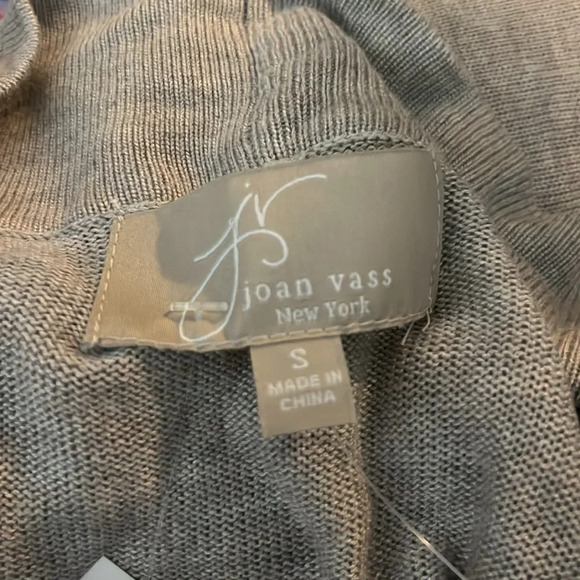 jv
joan vass
New York
S
MADE IN
CHINA